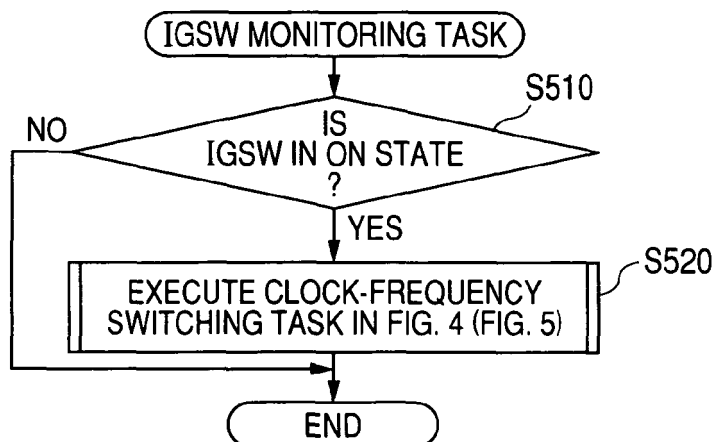 IGSW MONITORING TASK
S510
NO
IS
IGSW IN ON STATE
?
YES
S520
EXECUTE CLOCK-FREQUENCY
SWITCHING TASK IN FIG. 4 (FIG. 5)
END